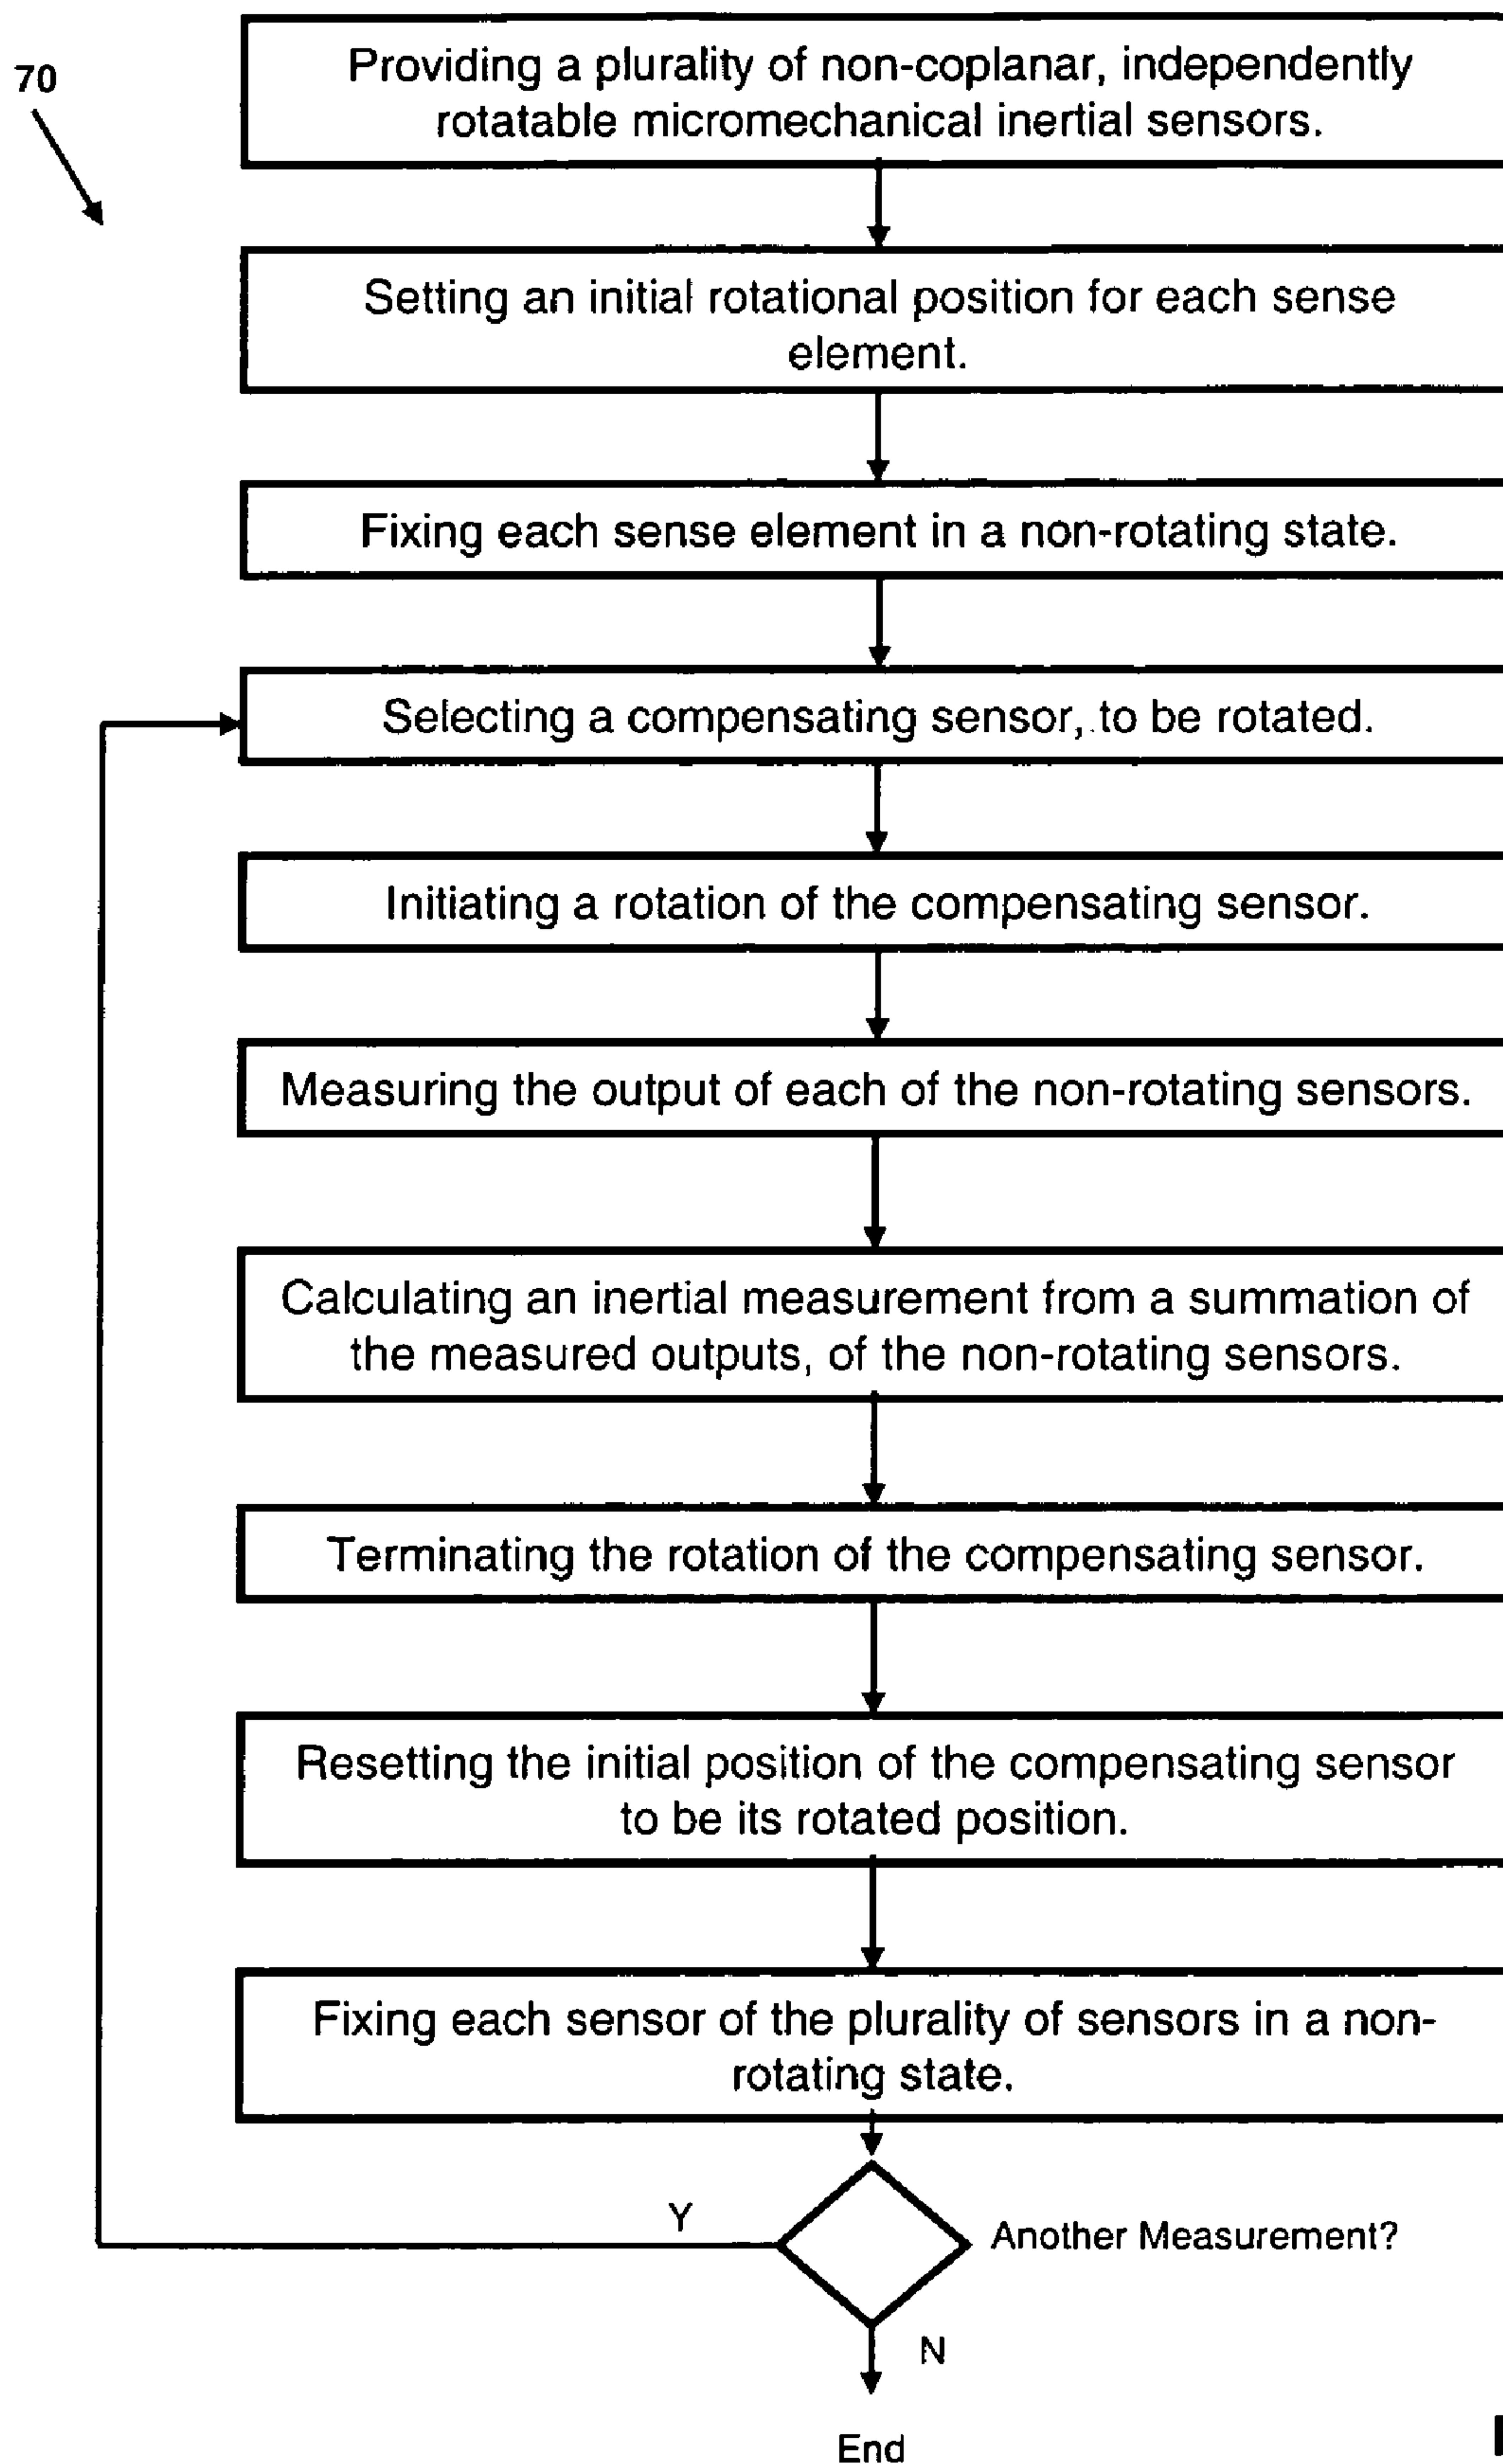 70
Providing a plurality of non-coplanar, independently
rotatable micromechanical inertial sensors.
Setting an initial rotational position for each sense
element.
Fixing each sense element in a non-rotating state.
Selecting a compensating sensor, to be rotated.
Initiating a rotation of the compensating sensor.
Measuring the output of each of the non-rotating sensors.
Calculating an inertial measurement from a summation of
the measured outputs, of the non-rotating sensors.
Terminating the rotation of the compensating sensor.
Resetting the initial position of the compensating sensor
to be its rotated position.
Fixing each sensor of the plurality of sensors in a non-
rotating state.
Y
Another Measurement?
N
End